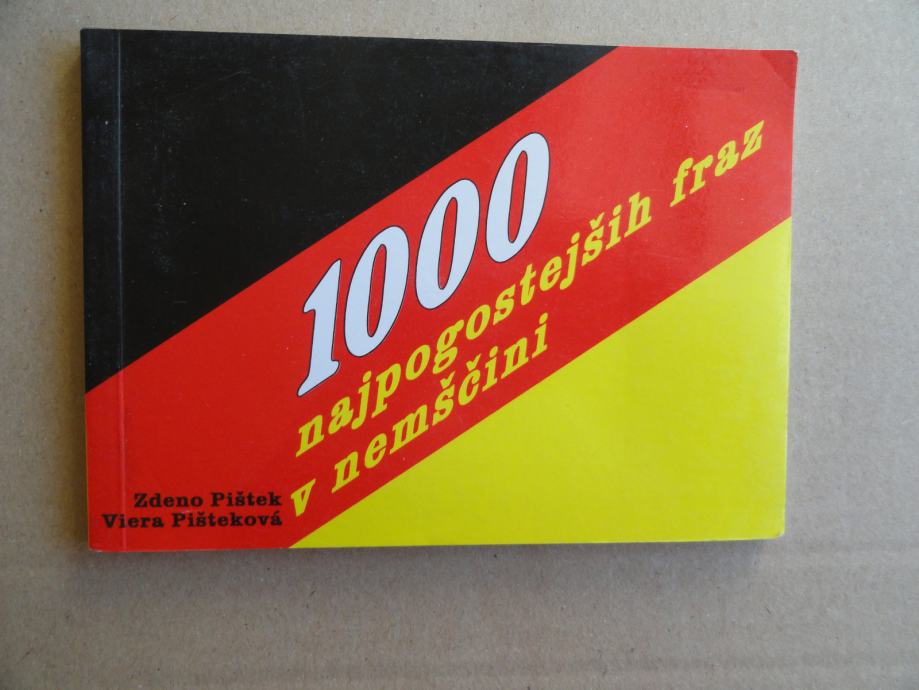 1000
najpogostejših fraz
v nemščini
Zdeno Pištek
Viera Pišteková